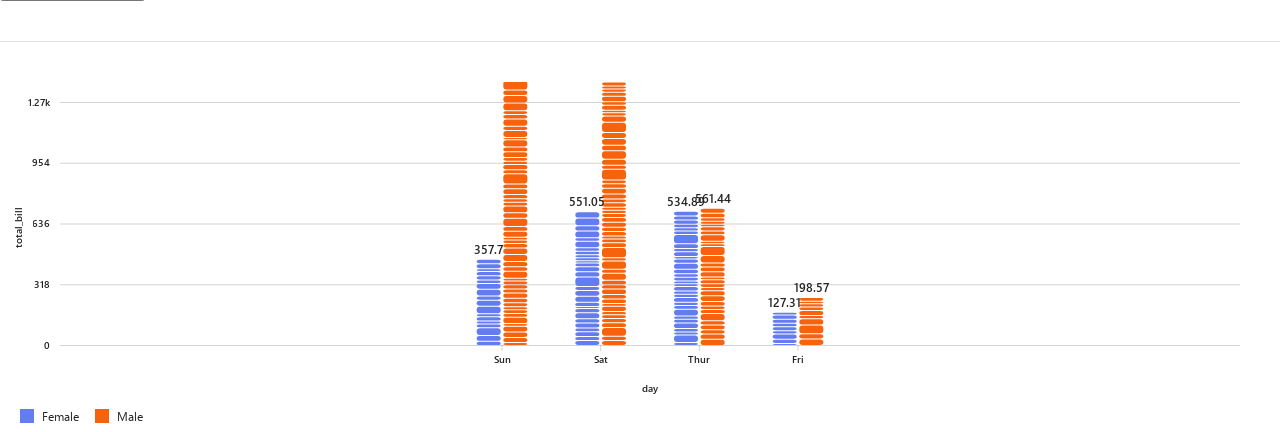 1.27k
954
636
318
0
total_bill
357.7
551.05
534.89
561.44
127.31
198.57
Sun Sat Thur Fri
day
Female Male